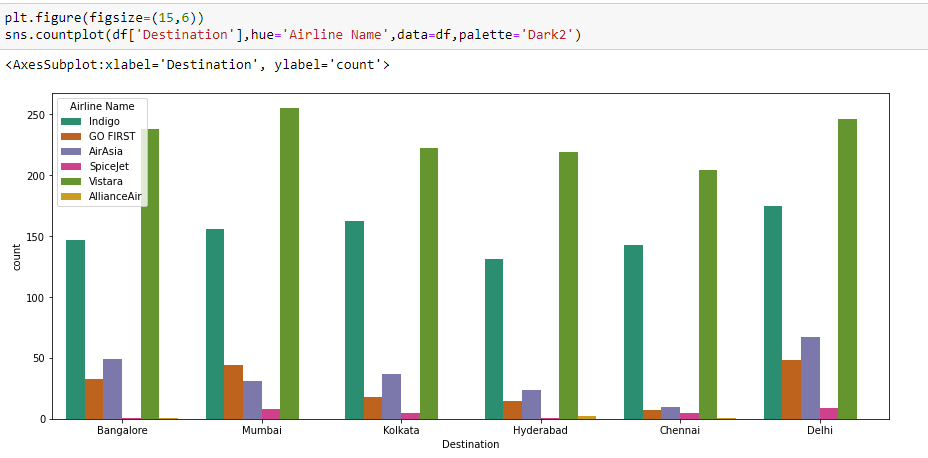 plt.figure(figsize=(15,6))
sns.countplot(df['Destination'],hue='Airline Name',data=df,palette='Dark2')
<AxesSubplot:xlabel='Destination', ylabel='count'>
Airline Name
Indigo
GO FIRST
AirAsia
SpiceJet
Vistara
AllianceAir
250
200
150
100
50
0
count
Bangalore Mumbai Kolkata Hyderabad Chennai Delhi
Destination